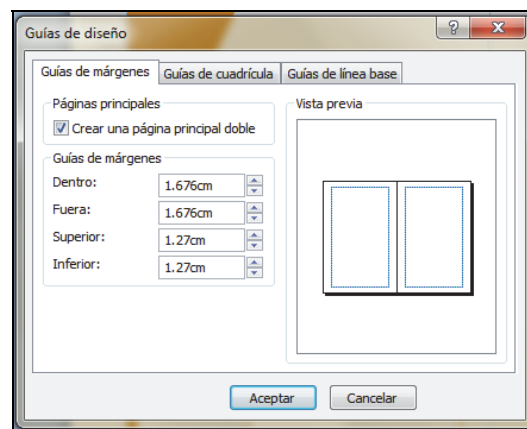 Guías de diseño
Guías de márgenes Guías de cuadrícula Guías de línea base
Páginas principales
Crear una página principal doble
Guías de márgenes
Dentro: 1.676cm
Fuera: 1.676cm
Superior: 1.27cm
Inferior: 1.27cm
Vista previa
Aceptar Cancelar